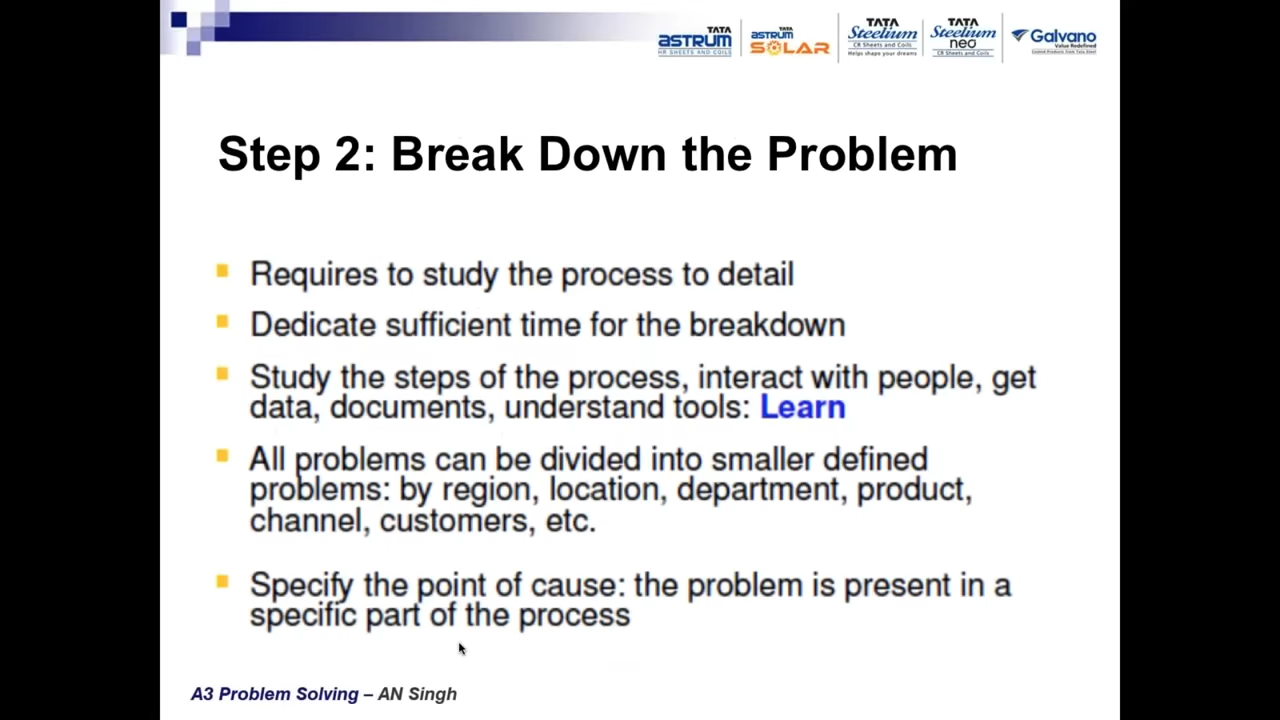 TATA TATA TATA TATA
ASTRUM ASTRUM Steelium Steelium Galvano
HR SHEETS AND COILS SOLAR CR Sheets and Coils neo Value Redefined
Helps shape your dreams CR Sheets and Coils Coated Products from Tata Steel
Step 2: Break Down the Problem
Requires to study the process to detail
Dedicate sufficient time for the breakdown
Study the steps of the process, interact with people, get
data, documents, understand tools: Learn
All problems can be divided into smaller defined
problems: by region, location, department, product,
channel, customers, etc.
Specify the point of cause: the problem is present in a
specific part of the process
A3 Problem Solving – AN Singh